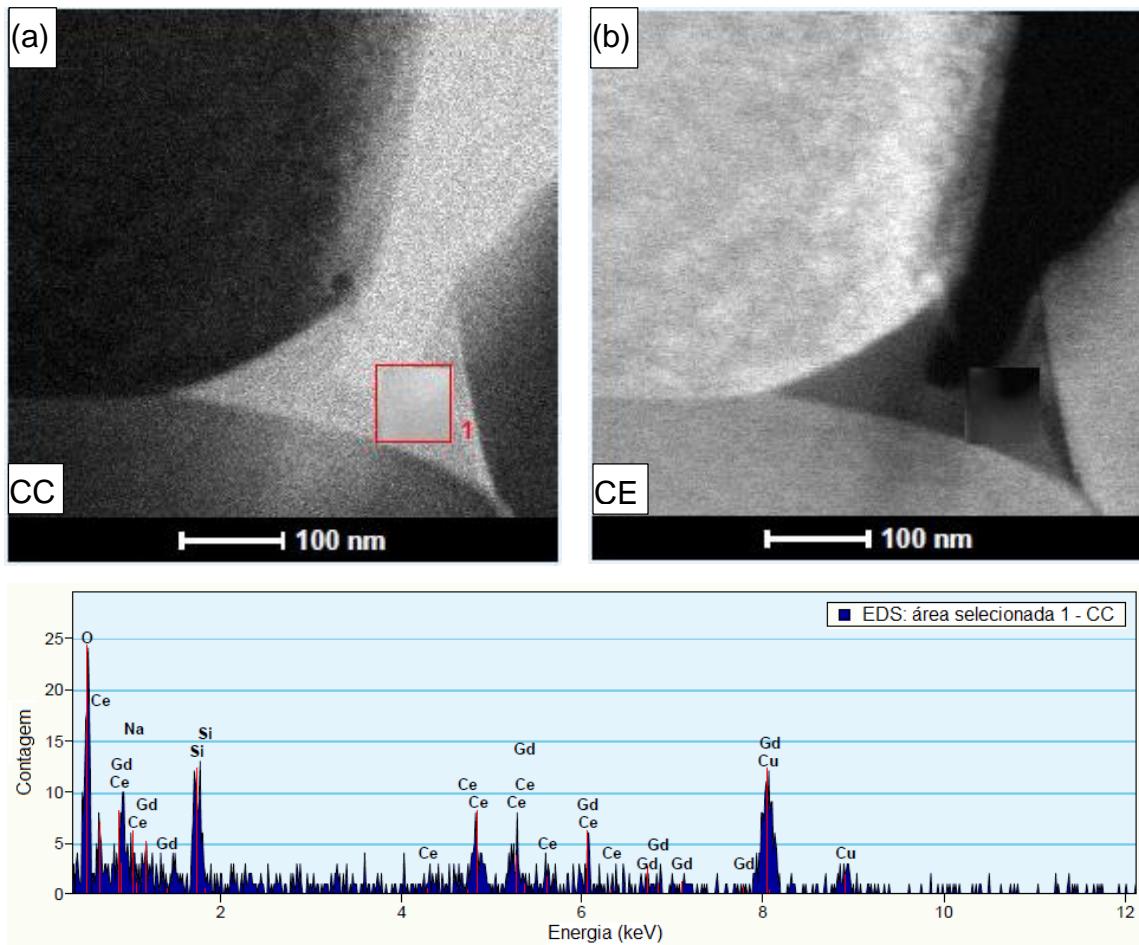 (a)
(b)
1
CC
CE
100 nm
100 nm
EDS: área selecionada 1 - CC
25
20
15
10
5
0
Contagem
O
Ce
Na
Gd
Ce
Ce
Gd
Gd
Si
Si
Ce
Ce
Ce
Gd
Ce
Ce
Ce
Gd
Ce
Ce
Gd
Gd
Gd
Gd
Gd
Cu
Cu
2
4
6
8
10
12
Energia (keV)